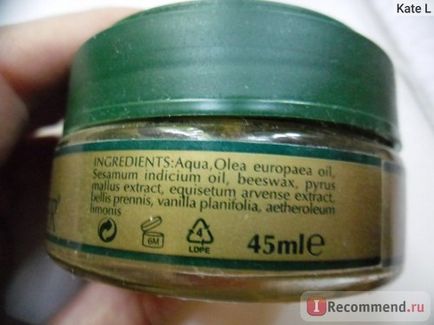 Kate L
INGREDIENTS:Aqua,Olea europaea oil,
Sesamum indicium oil, beeswax, pyrus
mallus extract, equisetum arvense extract,
bellis prennis, vanilla planifolia, aetheroleum
limonis
6M
4
LDPE
45ml℮
IRecommend.ru